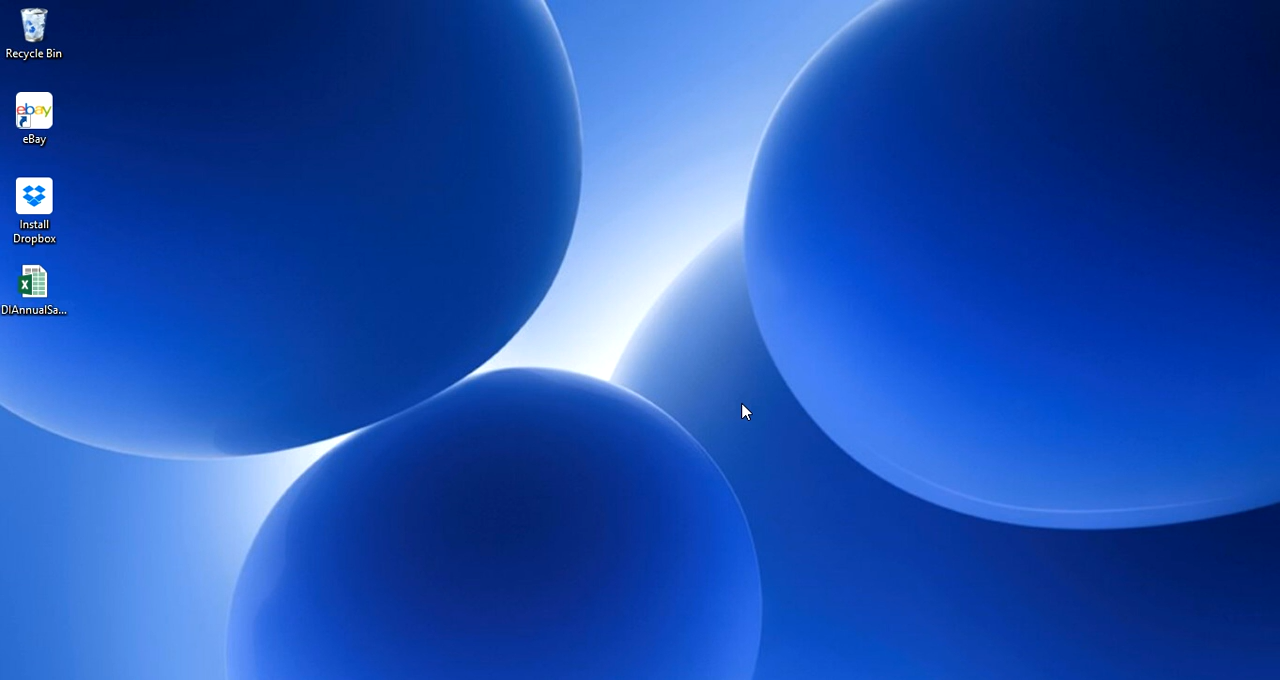 Recycle Bin
ebay
eBay
Install
Dropbox
DIAnnualSa...